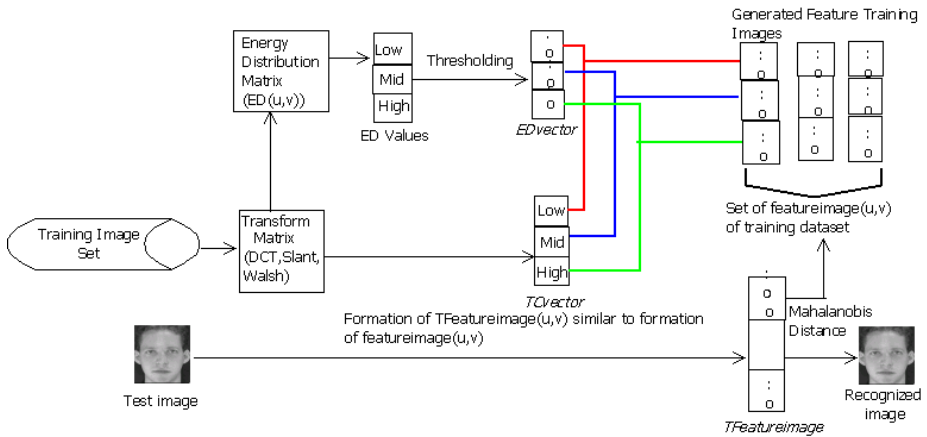 Generated Feature Training
Images
Energy
Distribution
Matrix
(ED(u,v))
Low
Mid
High
ED Values
Thresholding
:
o
:
o
o
EDvector
:
o
:
o
:
o
:
o
:
o
:
o
:
o
:
o
:
o
Set of featureimage(u,v)
of training dataset
Training Image
Set
Transform
Matrix
(DCT,Slant,
Walsh)
Low
Mid
High
TCvector
Formation of TFeatureimage(u,v) similar to formation
of featureimage(u,v)
Test image
:
o
o
:
o
TFeatureimage
Mahalanobis
Distance
Recognized
image